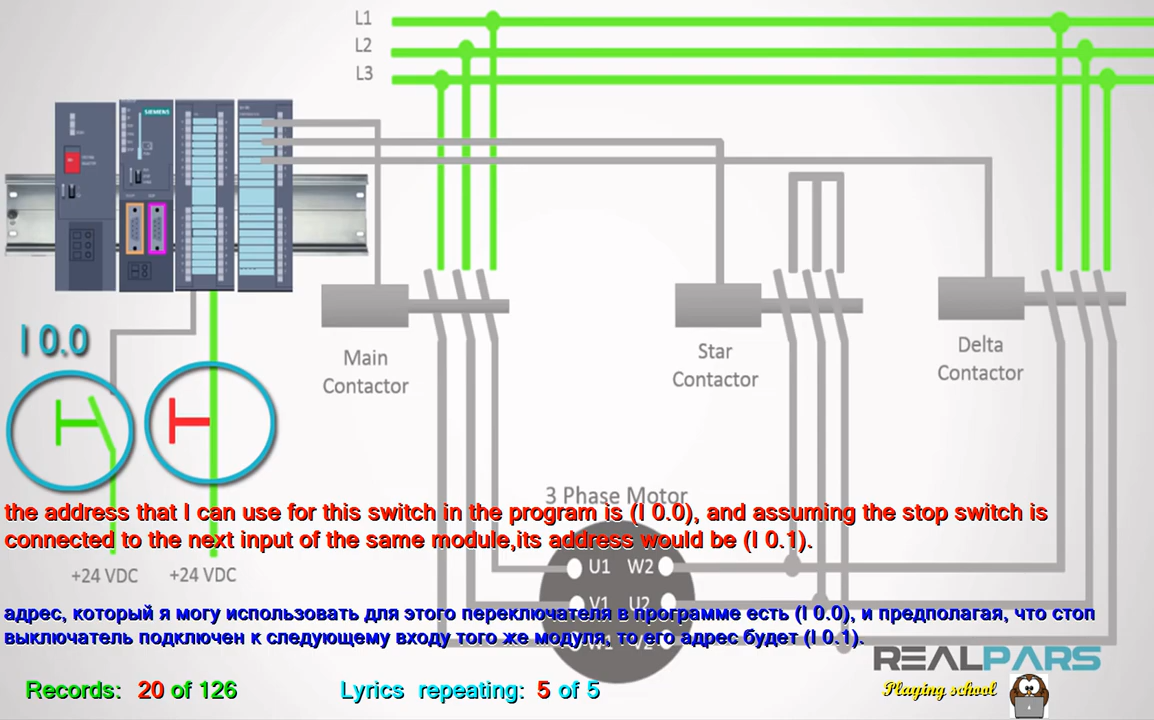 L1
L2
L3
SIEMENS
I 0.0
Main
Contactor
Star
Contactor
Delta
Contactor
3 Phase Motor
the address that I can use for this switch in the program is (I 0.0), and assuming the stop switch is
connected to the next input of the same module,its address would be (I 0.1).
U1 W2
+24 VDC +24 VDC
V1 U2
адрес, который я могу использовать для этого переключателя в программе есть (I 0.0), и предполагая, что стоп
выключатель подключен к следующему входу того же модуля, то его адрес будет (I 0.1).
W1 V2
REALPARS
Records: 20 of 126 Lyrics repeating: 5 of 5
Playing school